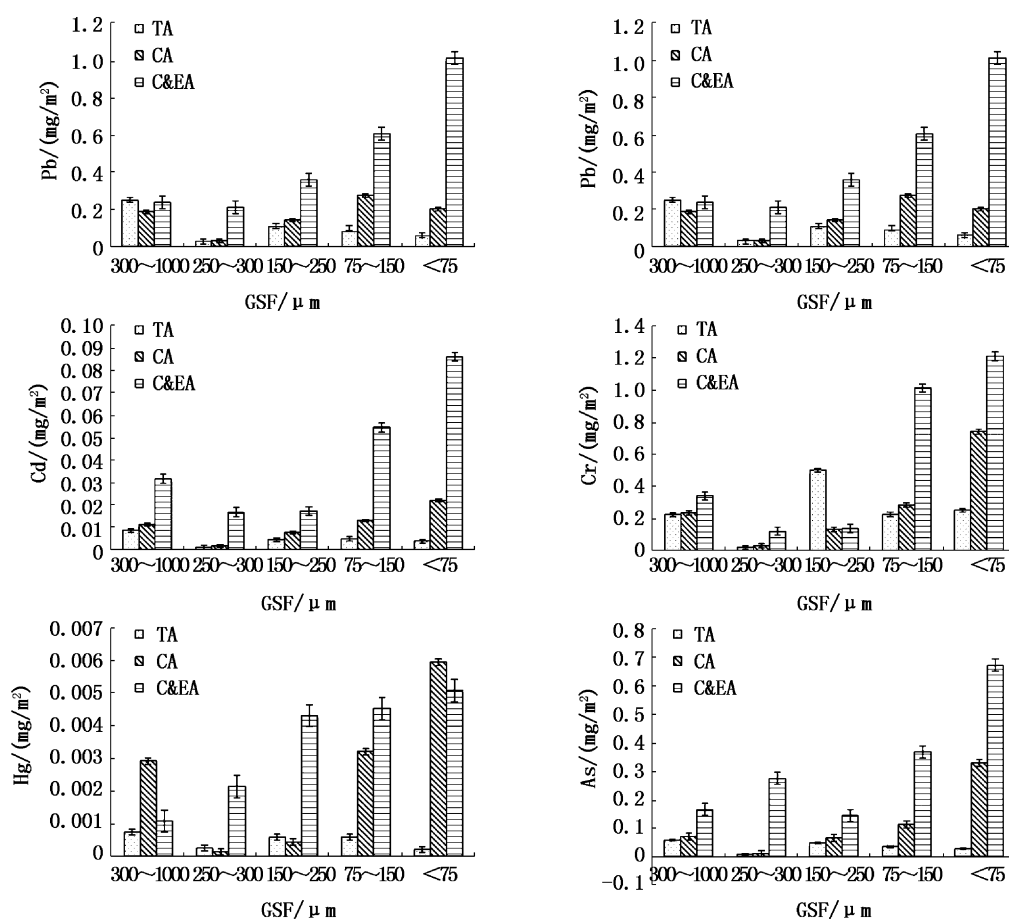 1.2
1.0
0.8
0.6
0.4
0.2
0
Pb/(mg/m²)
TA
CA
C&EA
300～1000 250～300 150～250 75～150 <75
GSF/μm
1.2
1.0
0.8
0.6
0.4
0.2
0
Pb/(mg/m²)
TA
CA
C&EA
300～1000 250～300 150～250 75～150 <75
GSF/μm
0.10
0.09
0.08
0.06
0.05
0.04
0.03
0.02
0.01
0
Cd/(mg/m²)
TA
CA
C&EA
300～1000 250～300 150～250 75～150 <75
GSF/μm
1.4
1.2
1.0
0.8
0.6
0.4
0.2
0
Cr/(mg/m²)
TA
CA
C&EA
300～1000 250～300 150～250 75～150 <75
GSF/μm
0.007
0.006
0.005
0.004
0.003
0.001
0
Hg/(mg/m²)
TA
CA
C&EA
300～1000 250～300 150～250 75～150 <75
GSF/μm
0.8
0.7
0.6
0.4
0.3
0.2
0.1
0
-0.1
As/(mg/m²)
TA
CA
C&EA
300～1000 250～300 150～250 75～150 <75
GSF/μm